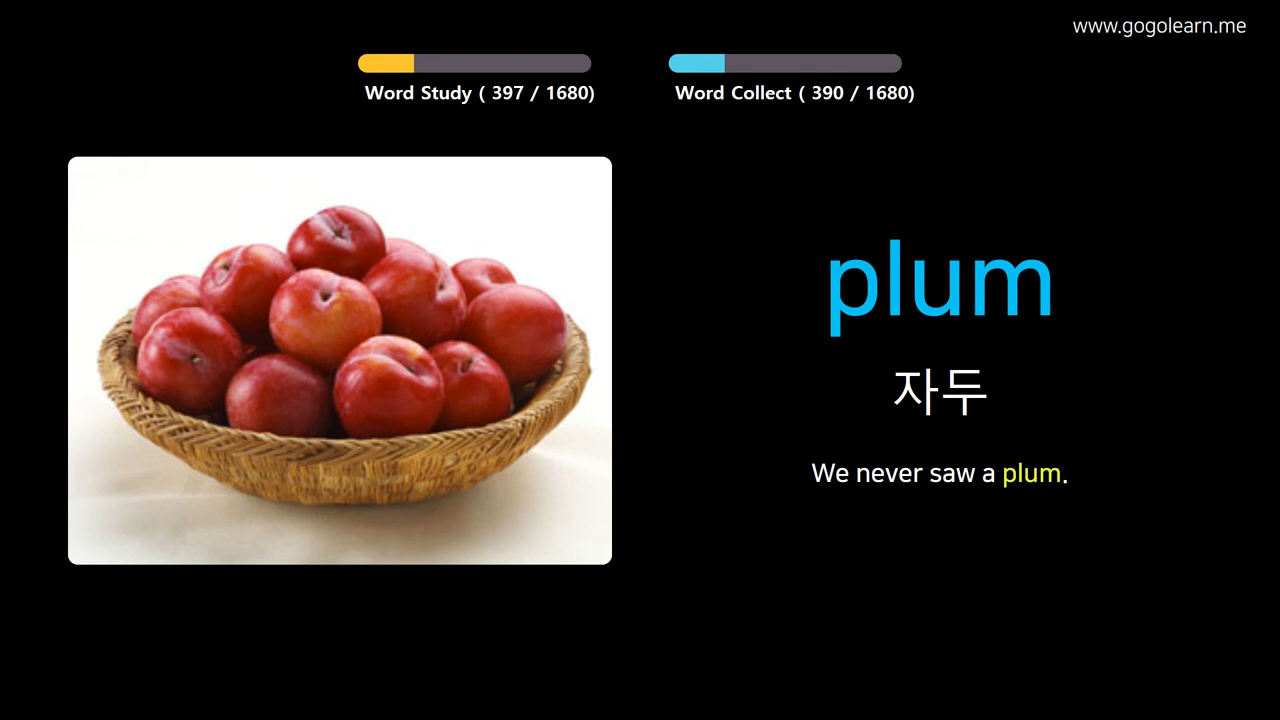 www.gogolearn.me
Word Study ( 397 / 1680)
Word Collect ( 390 / 1680)
plum
자두
We never saw a plum.